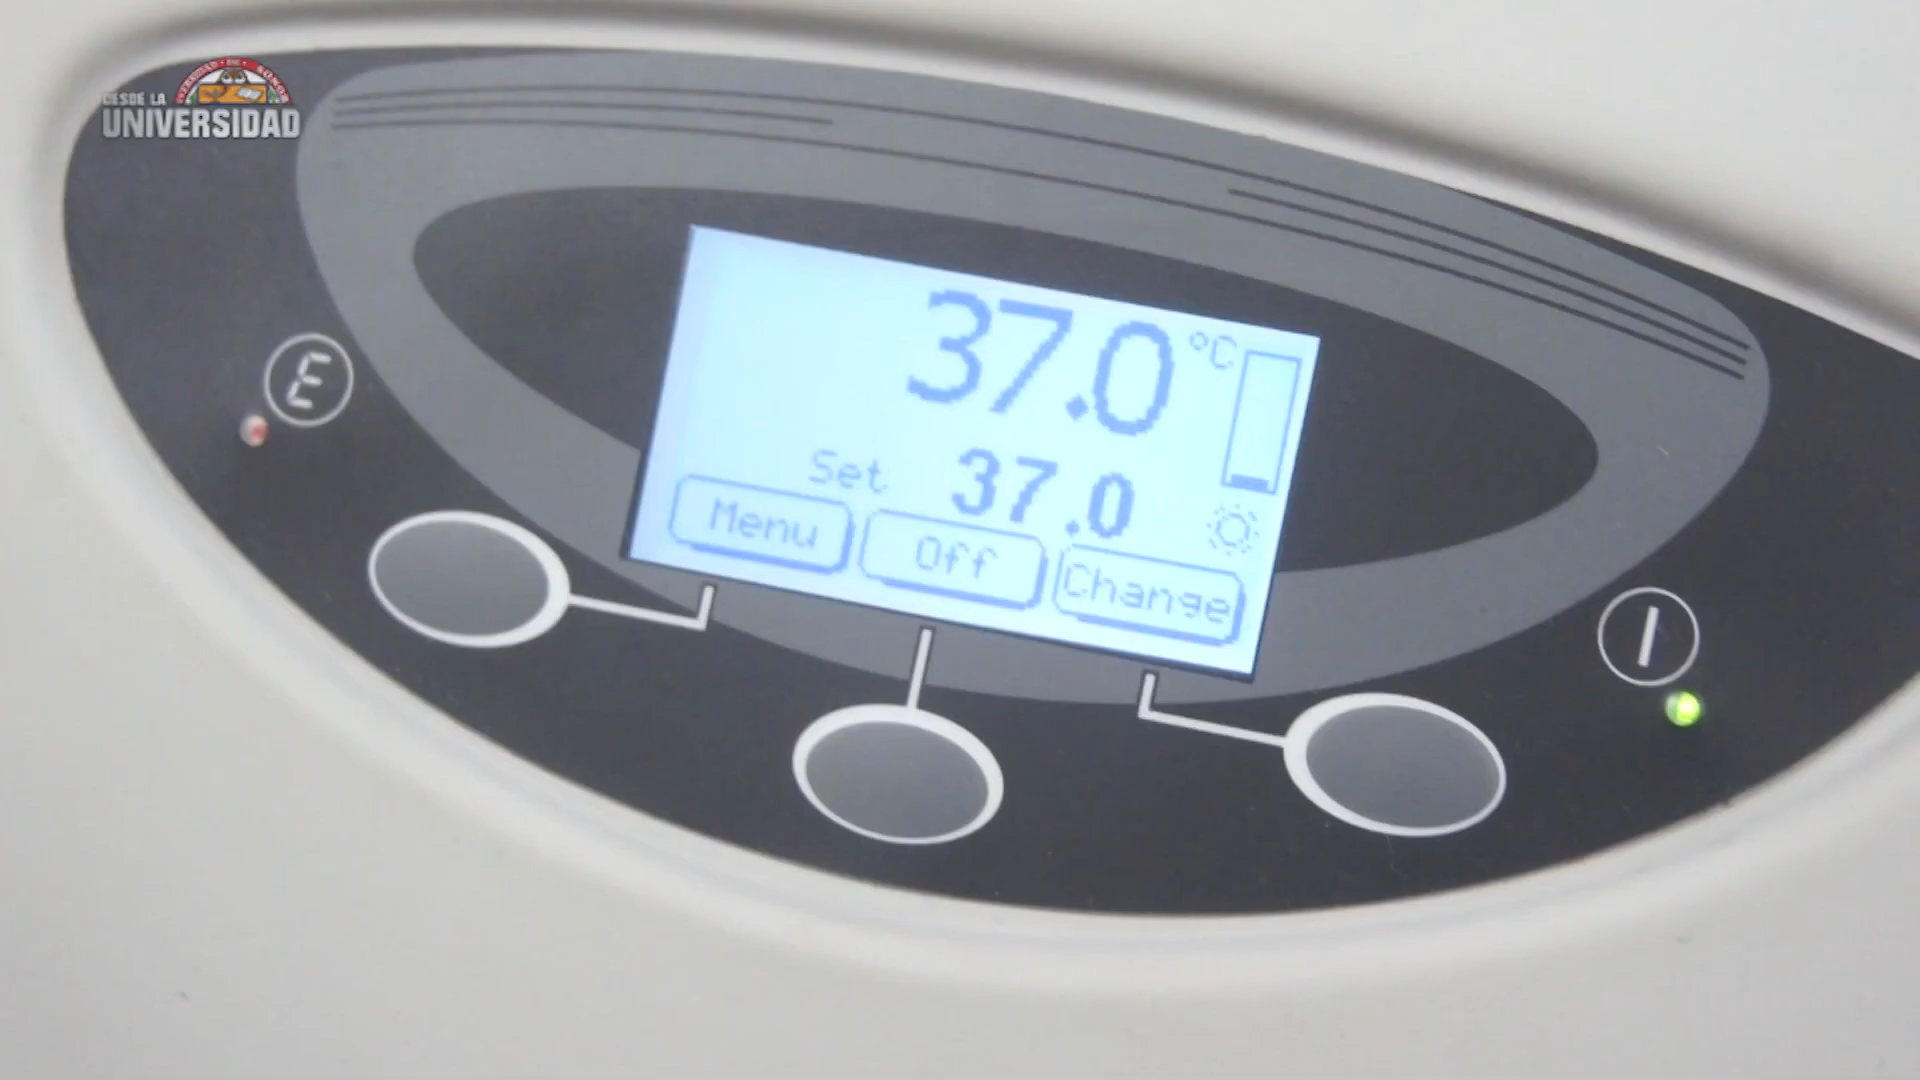 DESDE LA
UNIVERSIDAD
37.0 °C
Set 37.0
Menu Off Change
E
I